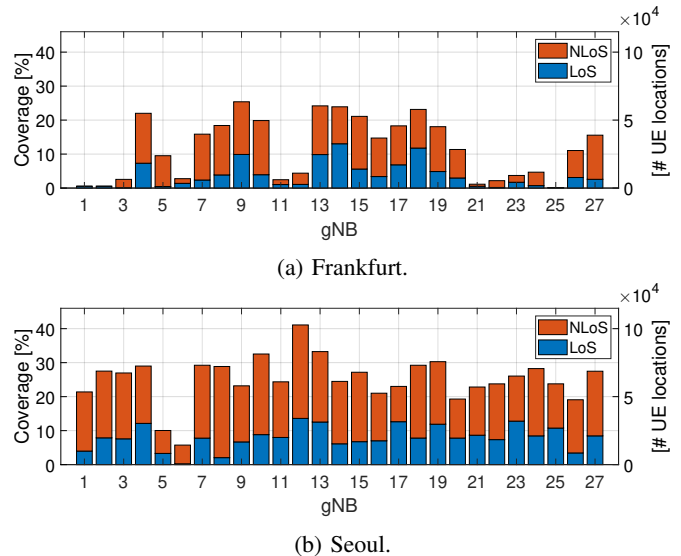 ×10⁴
40
30
20
10
0
Coverage [%]
NLoS
LoS
10
5
0
[# UE locations]
1 3 5 7 9 11 13 15 17 19 21 23 25 27
gNB
(a) Frankfurt.
×10⁴
40
30
20
10
0
Coverage [%]
NLoS
LoS
10
5
0
[# UE locations]
1 3 5 7 9 11 13 15 17 19 21 23 25 27
gNB
(b) Seoul.